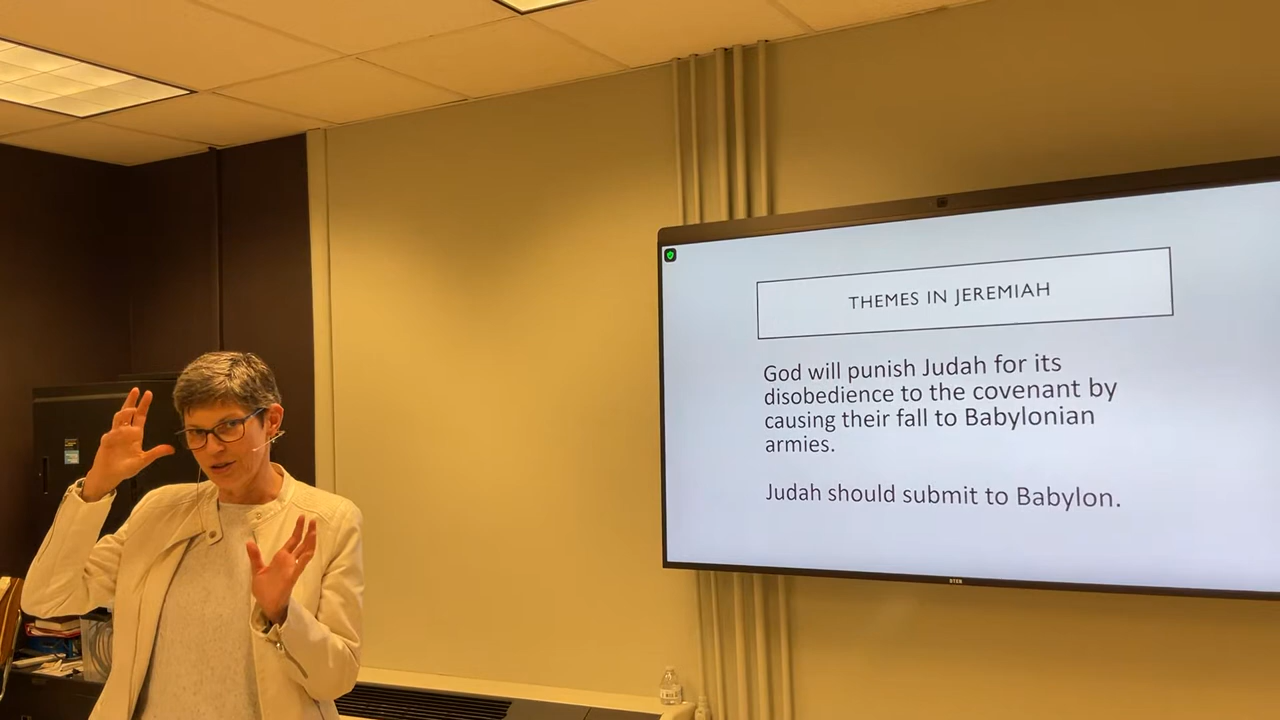 THEMES IN JEREMIAH
God will punish Judah for its
disobedience to the covenant by
causing their fall to Babylonian
armies.
Judah should submit to Babylon.